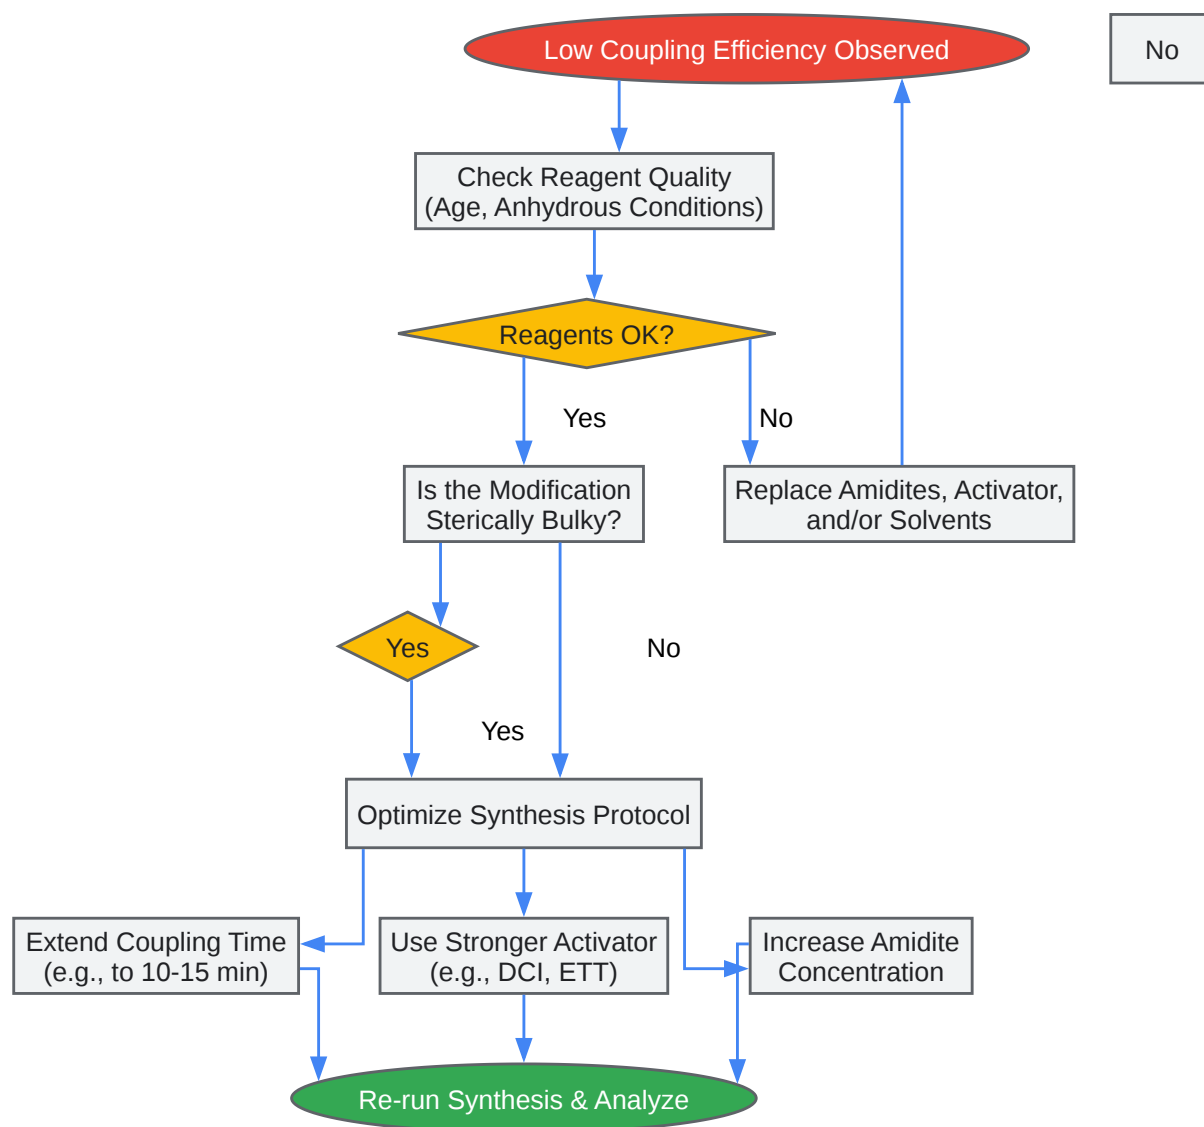 Low Coupling Efficiency Observed
No
Check Reagent Quality
(Age, Anhydrous Conditions)
Reagents OK?
Yes
No
Is the Modification
Sterically Bulky?
Replace Amidites, Activator,
and/or Solvents
Yes
No
Yes
Optimize Synthesis Protocol
Extend Coupling Time
(e.g., to 10-15 min)
Use Stronger Activator
(e.g., DCI, ETT)
Increase Amidite
Concentration
Re-run Synthesis & Analyze